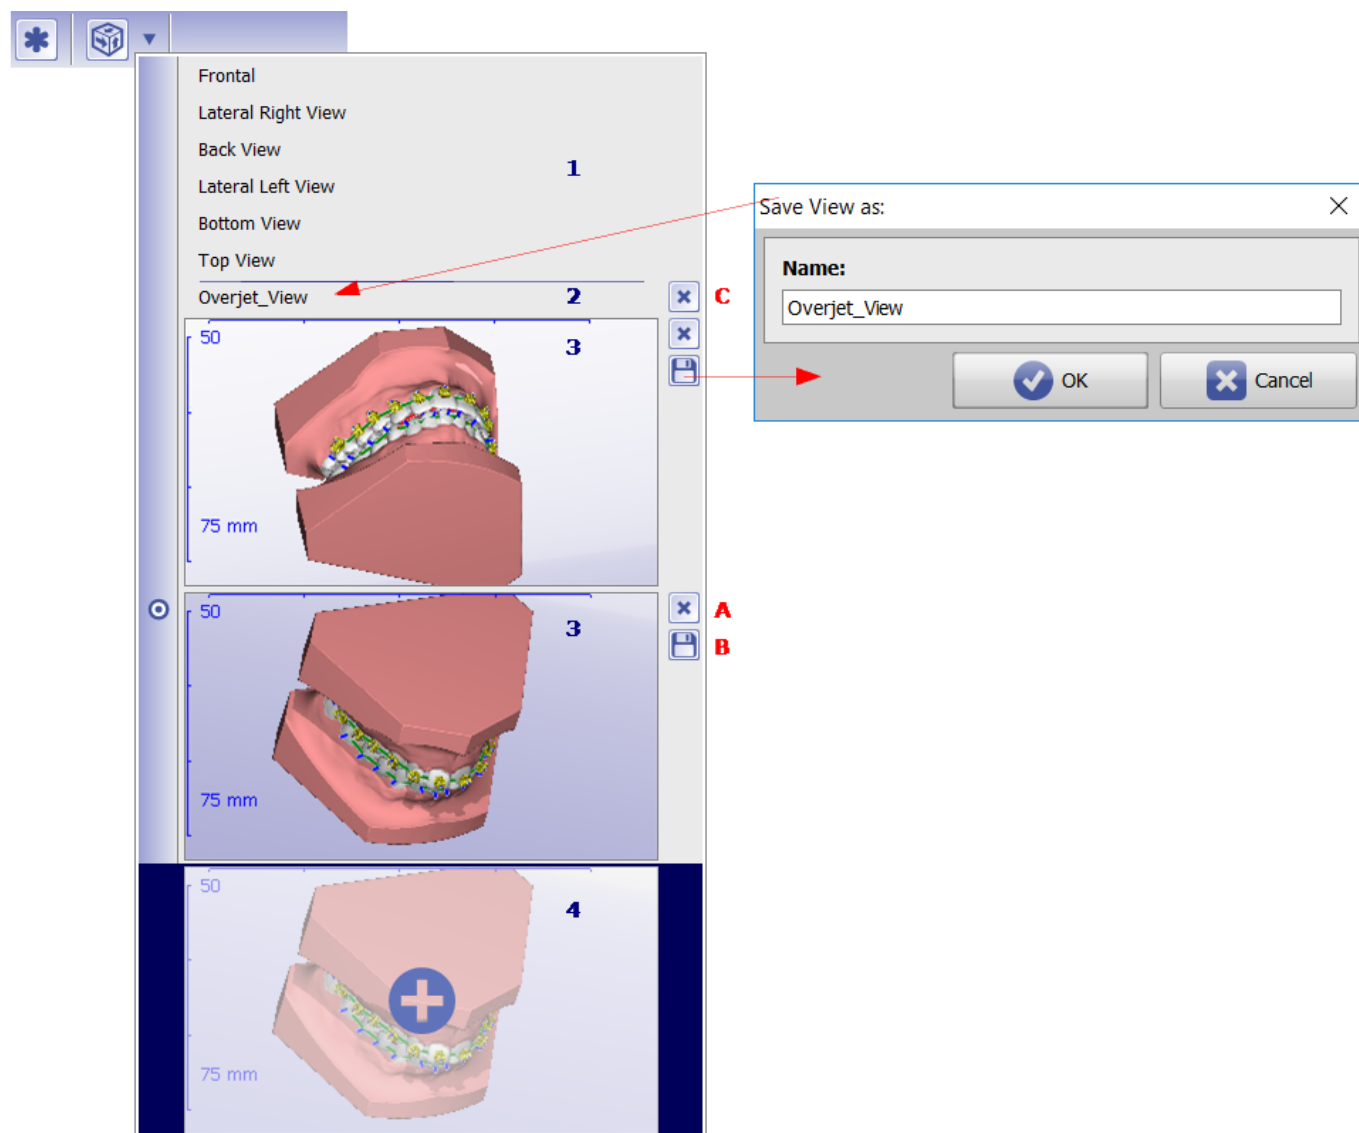 Frontal
Lateral Right View
Back View
1
Lateral Left View
Bottom View
Top View
Overjet_View
2
C
50
3
75 mm
50
3
A
B
75 mm
50
4
75 mm
Save View as:
Name:
Overjet_View
OK
Cancel